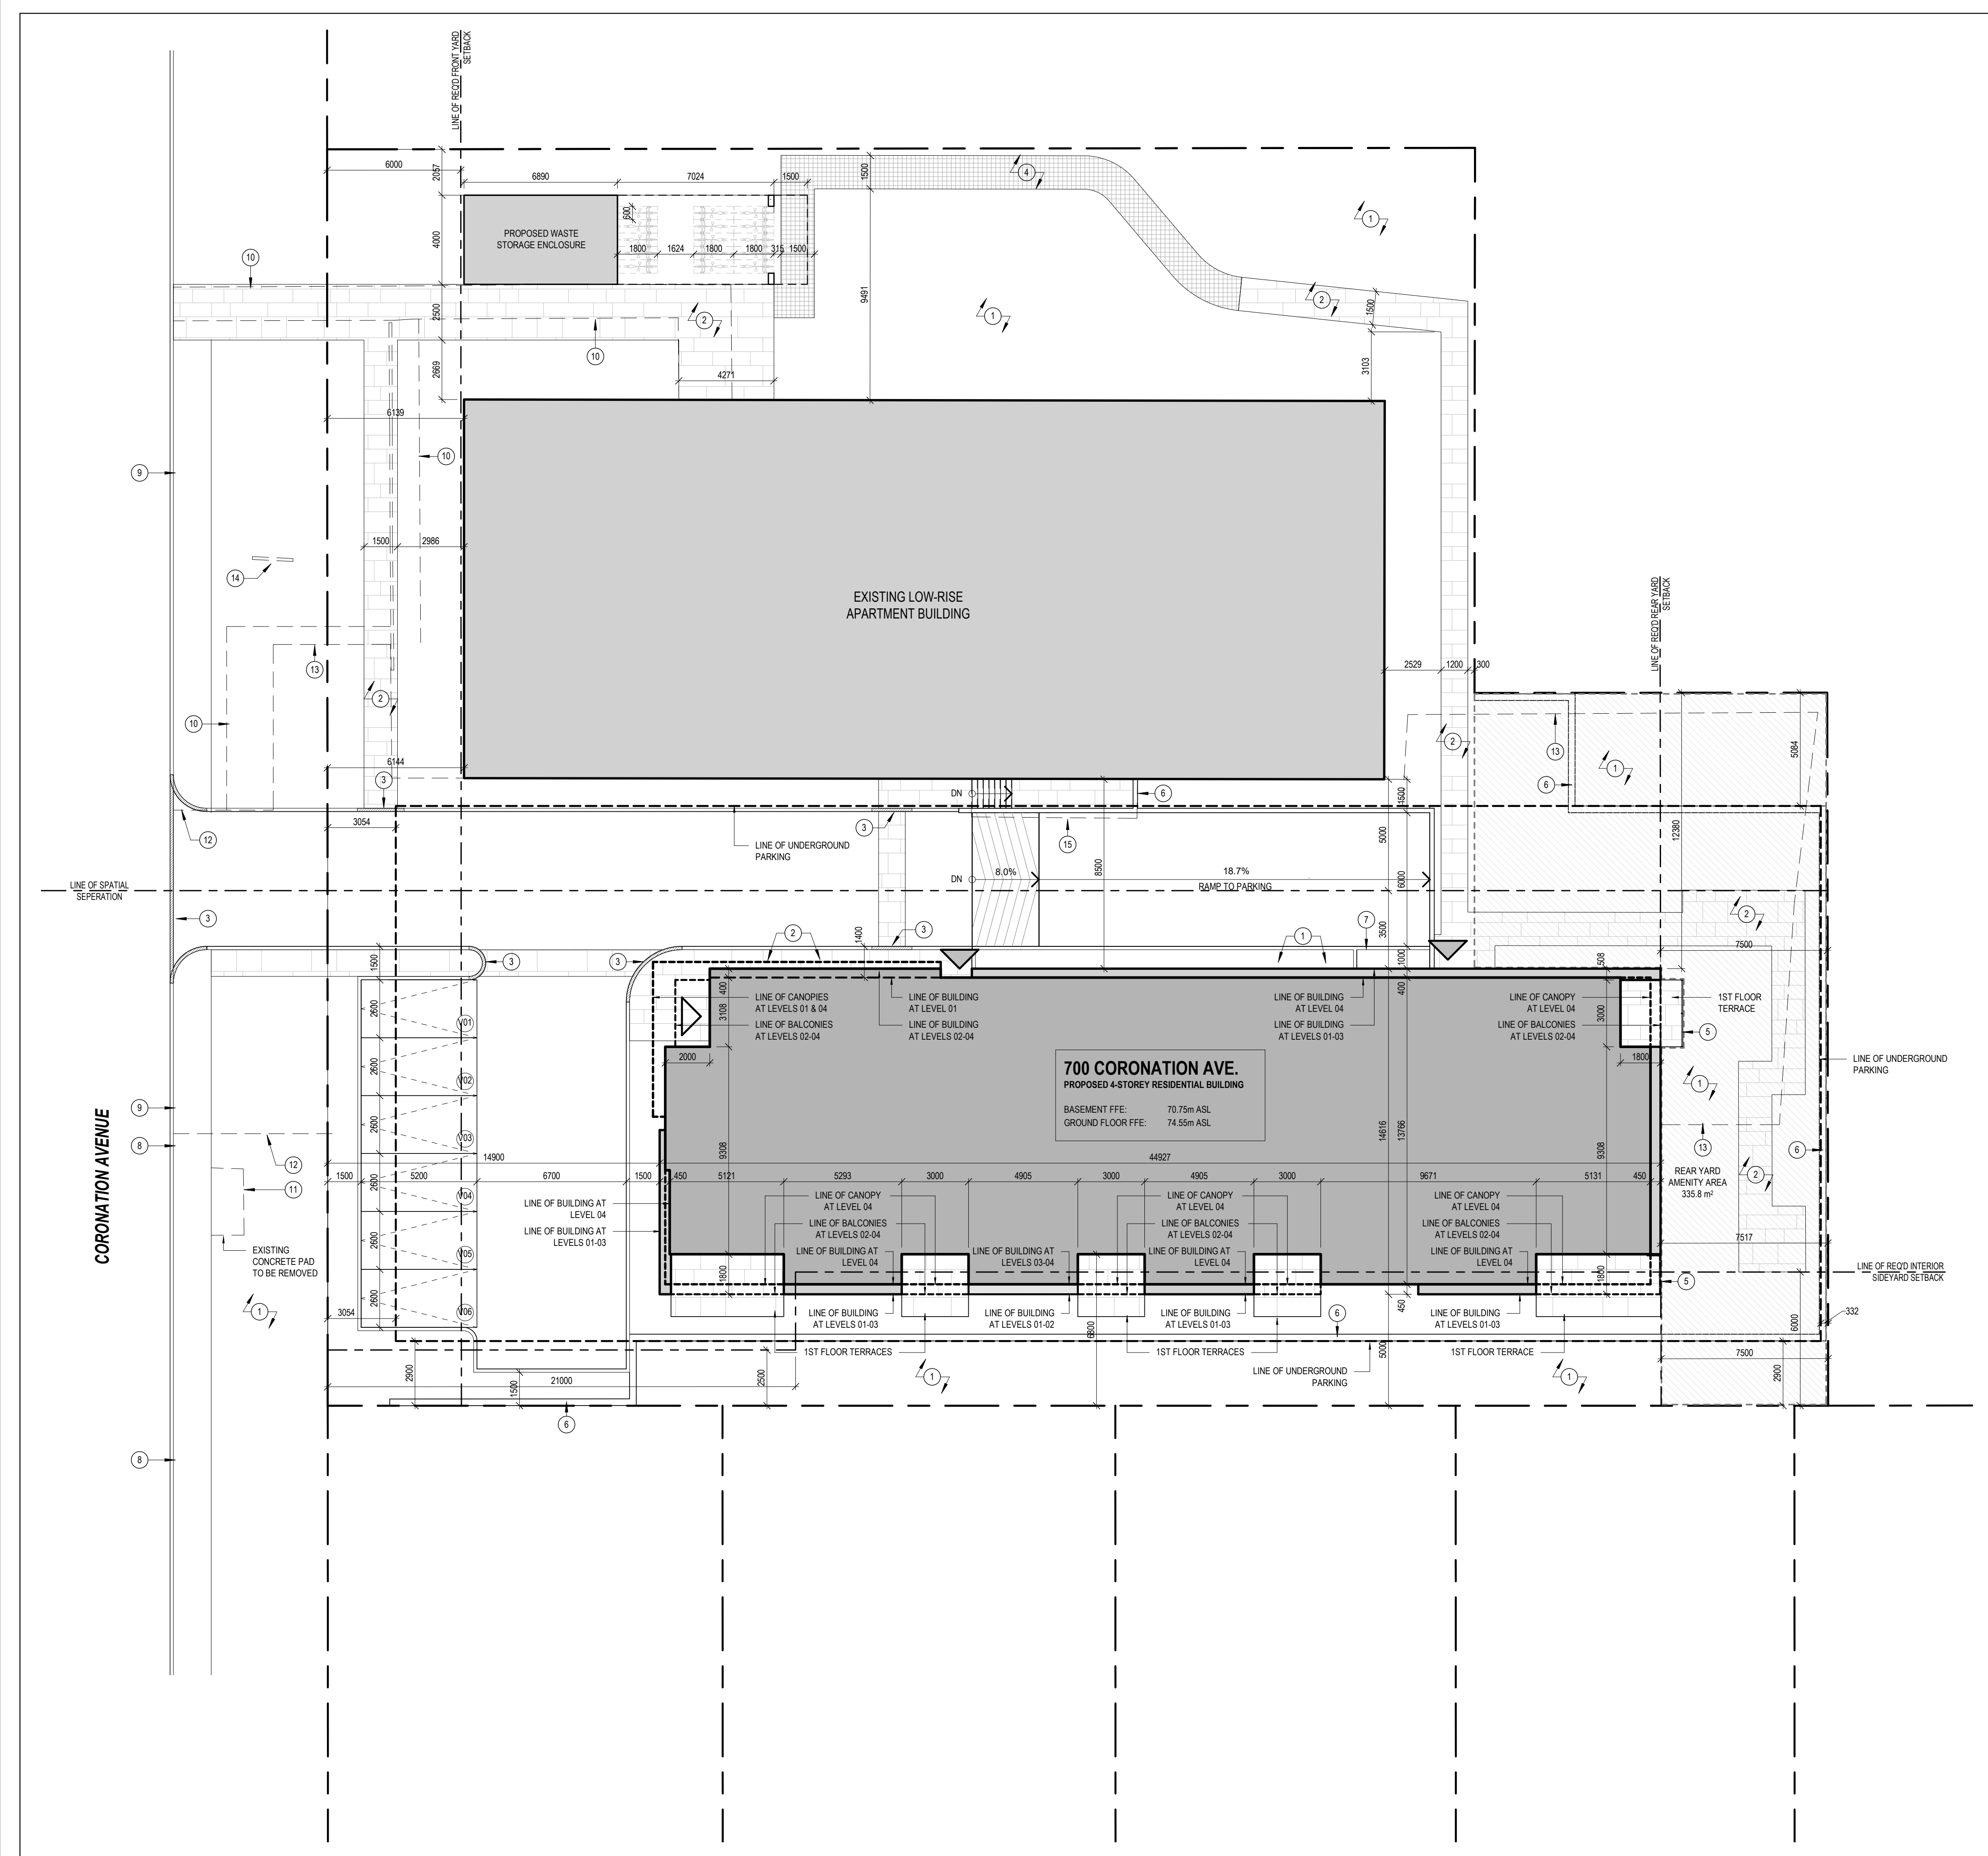 LINE OF REQ'D FRONT YARD
SETBACK
6000
2057
6890
7024
1500
1500
4
1
600
PROPOSED WASTE
STORAGE ENCLOSURE
4000
1800
1624
1800
1800
315
1500
10
9491
2500
2
1
2
1500
10
2669
3103
4271
6139
10
9
1500
2986
14
EXISTING LOW-RISE
APARTMENT BUILDING
LINE OF REQ'D REAR YARD
SETBACK
13
2529
1200
300
2
10
2
13
5084
1
6144
3
6
DN
6
1500
3054
12
3
15
12380
LINE OF UNDERGROUND
PARKING
5000
8500
18.7%
8.0%
DN
6000
RAMP TO PARKING
LINE OF SPATIAL
SEPERATION
3
2
7
3
3500
2
1
1400
7500
1500
3
3
1000
508
400
400
LINE OF CANOPIES
AT LEVELS 01 & 04
LINE OF BUILDING
AT LEVEL 01
LINE OF BUILDING
AT LEVEL 04
LINE OF CANOPY
AT LEVEL 04
1ST FLOOR
TERRACE
2600
3108
3000
V01
LINE OF BALCONIES
AT LEVELS 02-04
LINE OF BUILDING
AT LEVELS 02-04
LINE OF BUILDING
AT LEVELS 01-03
LINE OF BALCONIES
AT LEVELS 02-04
5
2000
1800
LINE OF UNDERGROUND
PARKING
2600
V02
700 CORONATION AVE.
PROPOSED 4-STOREY RESIDENTIAL BUILDING
BASEMENT FFE: 70.75m ASL
GROUND FLOOR FFE: 74.55m ASL
1
9
2600
V03
8
12
13
9308
14616
13766
9308
6
14900
44927
CORONATION AVENUE
11
1500
5200
6700
1500
450
5121
5293
3000
4905
3000
4905
3000
9671
5131
450
REAR YARD
AMENITY AREA
335.8 m²
2
2600
V04
LINE OF BUILDING AT
LEVEL 04
LINE OF CANOPY
AT LEVEL 04
LINE OF CANOPY
AT LEVEL 04
LINE OF CANOPY
AT LEVEL 04
LINE OF BUILDING AT
LEVELS 01-03
LINE OF BALCONIES
AT LEVELS 02-04
LINE OF BALCONIES
AT LEVELS 02-04
LINE OF BALCONIES
AT LEVELS 02-04
2600
V05
7517
EXISTING
CONCRETE PAD
TO BE REMOVED
LINE OF BUILDING AT
LEVEL 04
LINE OF BUILDING AT
LEVELS 03-04
LINE OF BUILDING AT
LEVEL 04
LINE OF BUILDING AT
LEVEL 04
LINE OF REQ'D INTERIOR
SIDEYARD SETBACK
1800
1800
5
2600
V06
1
3054
LINE OF BUILDING
AT LEVELS 01-03
LINE OF BUILDING
AT LEVELS 01-02
LINE OF BUILDING
AT LEVELS 01-03
LINE OF BUILDING
AT LEVELS 01-03
6
450
332
6000
6800
5000
1ST FLOOR TERRACES
1ST FLOOR TERRACES
1ST FLOOR TERRACE
7500
2900
21000
1500
2500
1
LINE OF UNDERGROUND
PARKING
1
2900
6
8